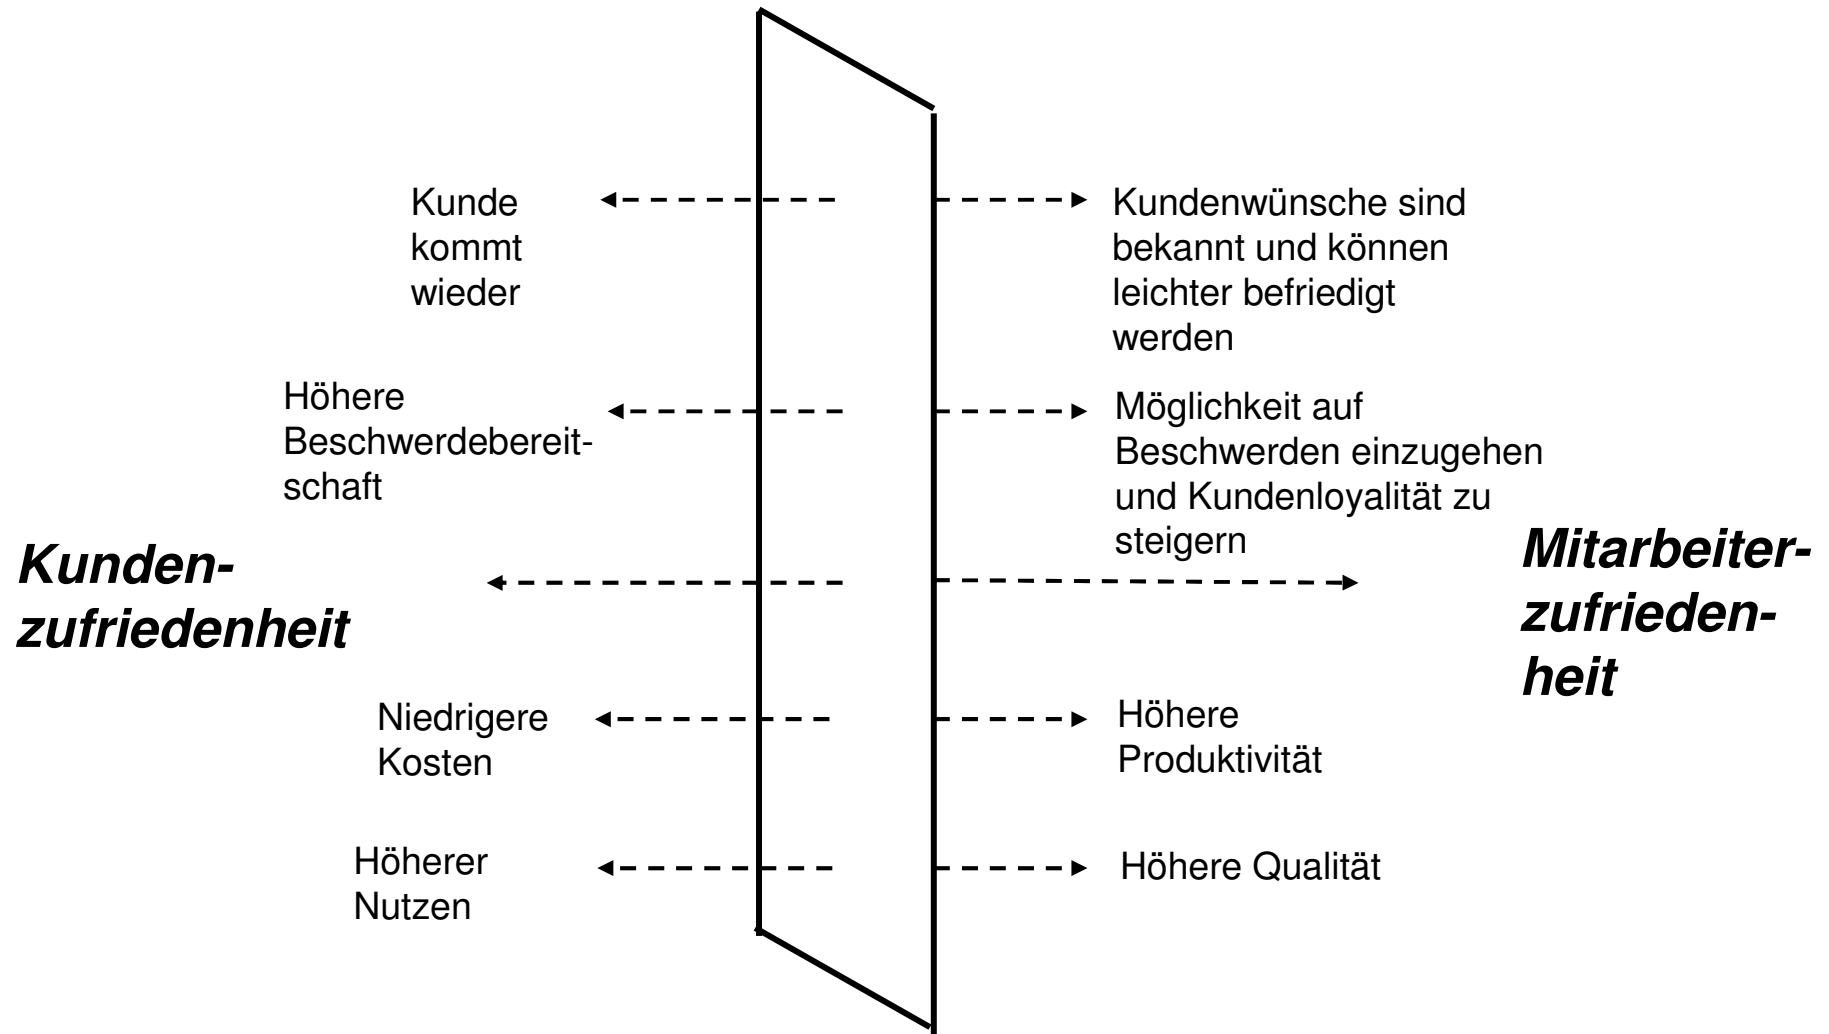 Kunde
kommt
wieder
Kundenwünsche sind
bekannt und können
leichter befriedigt
werden
Höhere
Beschwerdebereit-
schaft
Möglichkeit auf
Beschwerden einzugehen
und Kundenloyalität zu
steigern
Kunden-
zufriedenheit
Mitarbeiter-
zufrieden-
heit
Niedrigere
Kosten
Höhere
Produktivität
Höherer
Nutzen
Höhere Qualität